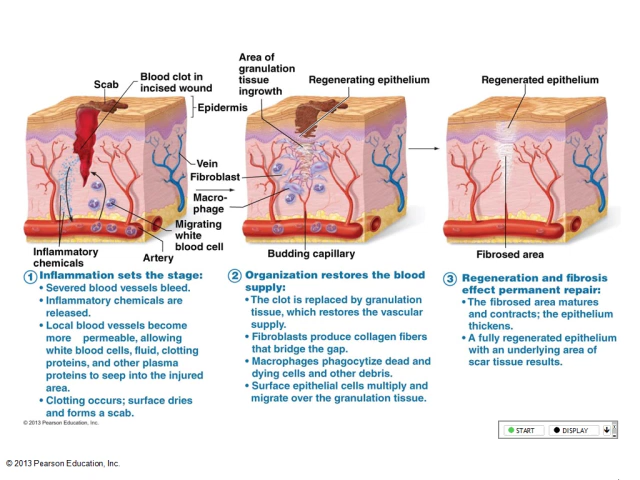 Scab
Blood clot in
incised wound
Epidermis
Vein
Fibroblast
Macro-
phage
Migrating
white
blood cell
Artery
Inflammatory
chemicals
Area of
granulation
tissue
ingrowth
Regenerating epithelium
Budding capillary
Regenerated epithelium
Fibrosed area
1 Inflammation sets the stage:
• Severed blood vessels bleed.
• Inflammatory chemicals are
released.
• Local blood vessels become
more permeable, allowing
white blood cells, fluid, clotting
proteins, and other plasma
proteins to seep into the injured
area.
• Clotting occurs; surface dries
and forms a scab.
2 Organization restores the blood
supply:
• The clot is replaced by granulation
tissue, which restores the vascular
supply.
• Fibroblasts produce collagen fibers
that bridge the gap.
• Macrophages phagocytize dead and
dying cells and other debris.
• Surface epithelial cells multiply and
migrate over the granulation tissue.
3 Regeneration and fibrosis
effect permanent repair:
• The fibrosed area matures
and contracts; the epithelium
thickens.
• A fully regenerated epithelium
with an underlying area of
scar tissue results.
© 2013 Pearson Education, Inc.
START DISPLAY
© 2013 Pearson Education, Inc.